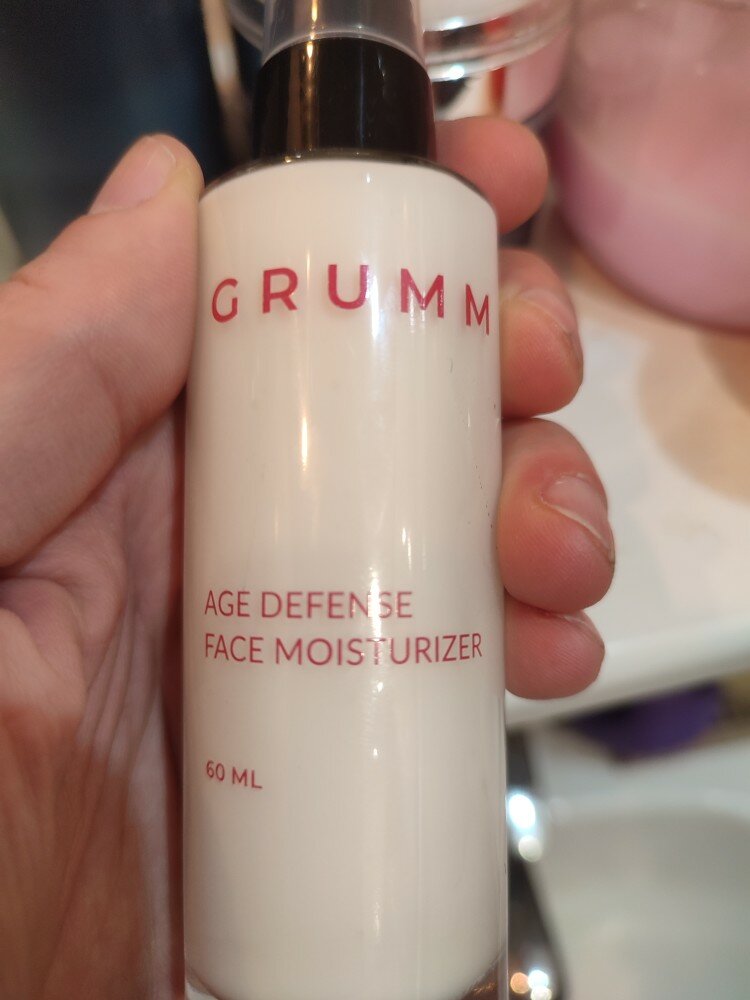 GRUMM
AGE DEFENSE
FACE MOISTURIZER
60 ML